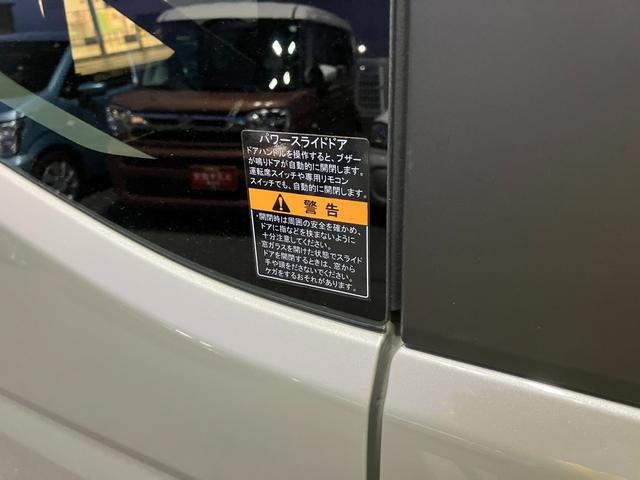 パワースライドドア
ドアハンドルを操作すると、ブザー
が鳴りドアが自動的に開閉します。
運転席スイッチや専用リモコン
スイッチでも、自動的に開閉します。
警告
・開閉時は周囲の安全を確かめ、
ドアに指などを挟まないように
十分注意してください。
・窓ガラスを開けた状態でスライド
ドアを開閉するときは、窓から
手や頭をださないでください。
ケガをするおそれがあります。